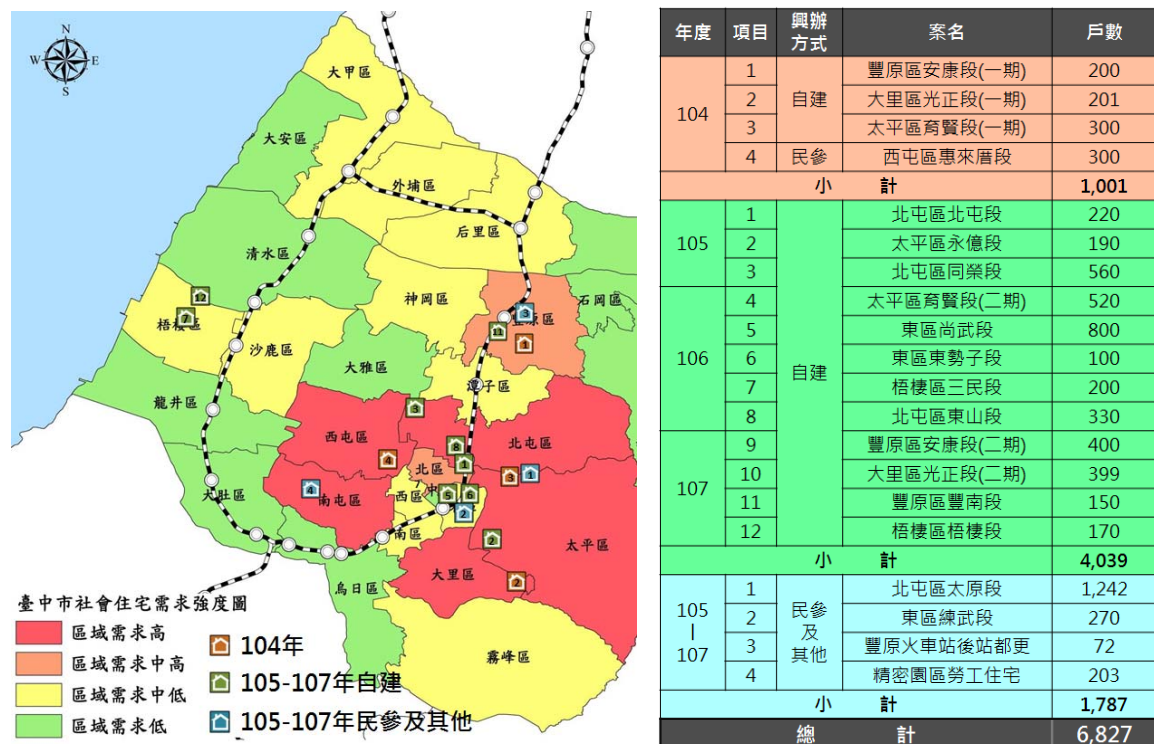 N
W E
S
大甲區
大安區
外埔區
后里區
清水區
神岡區
石岡區
豐原區
梧棲區
沙鹿區
大雅區
潭子區
龍井區
西屯區
北屯區
北區
大肚區
南屯區
西區
中
南區
太平區
大里區
烏日區
霧峰區
12
7
3
11
1
3
8
4
1
3
1
4
5
6
2
2
2
臺中市社會住宅需求強度圖
區域需求高
區域需求中高
區域需求中低
區域需求低
104年
105-107年自建
105-107年民參及其他
年度 項目 興辦方式 案名 戶數
104 1 自建 豐原區安康段(一期) 200
2 大里區光正段(一期) 201
3 太平區育賢段(一期) 300
4 民參 西屯區惠來厝段 300
小 計 1,001
105 1 自建 北屯區北屯段 220
2 太平區永億段 190
3 北屯區同榮段 560
106 4 太平區育賢段(二期) 520
5 東區尚武段 800
6 東區東勢子段 100
7 梧棲區三民段 200
8 北屯區東山段 330
107 9 豐原區安康段(二期) 400
10 大里區光正段(二期) 399
11 豐原區豐南段 150
12 梧棲區梧棲段 170
小 計 4,039
105－107 1 民參及其他 北屯區太原段 1,242
2 東區練武段 270
3 豐原火車站後站都更 72
4 精密園區勞工住宅 203
小 計 1,787
總 計 6,827